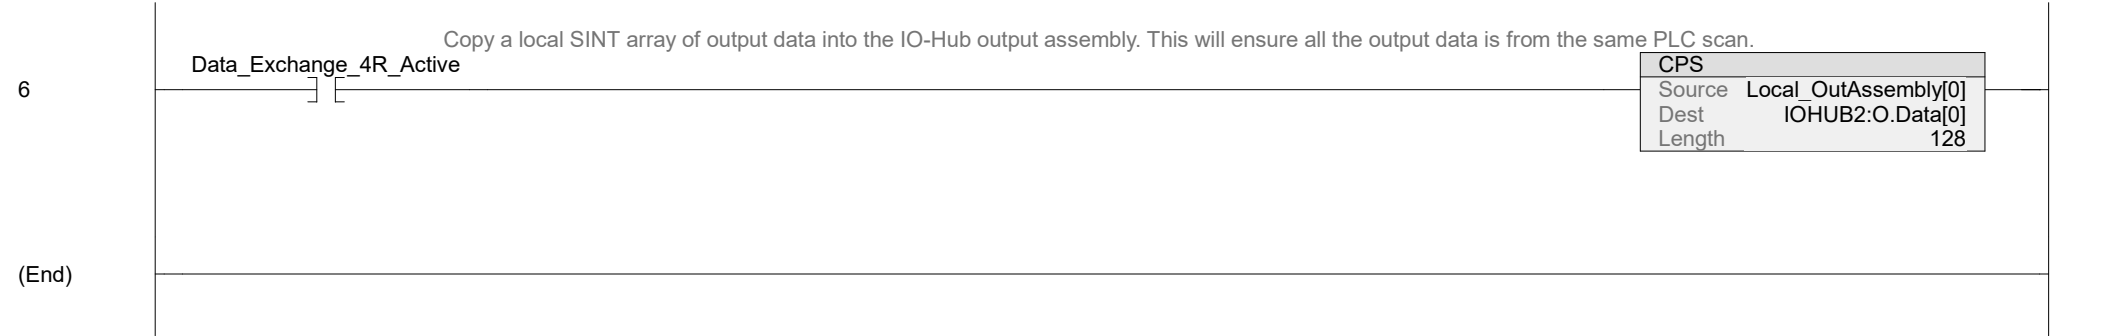 Copy a local SINT array of output data into the IO-Hub output assembly. This will ensure all the output data is from the same PLC scan.
Data_Exchange_4R_Active
6
CPS
Source Local_OutAssembly[0]
Dest IOHUB2:O.Data[0]
Length 128
(End)